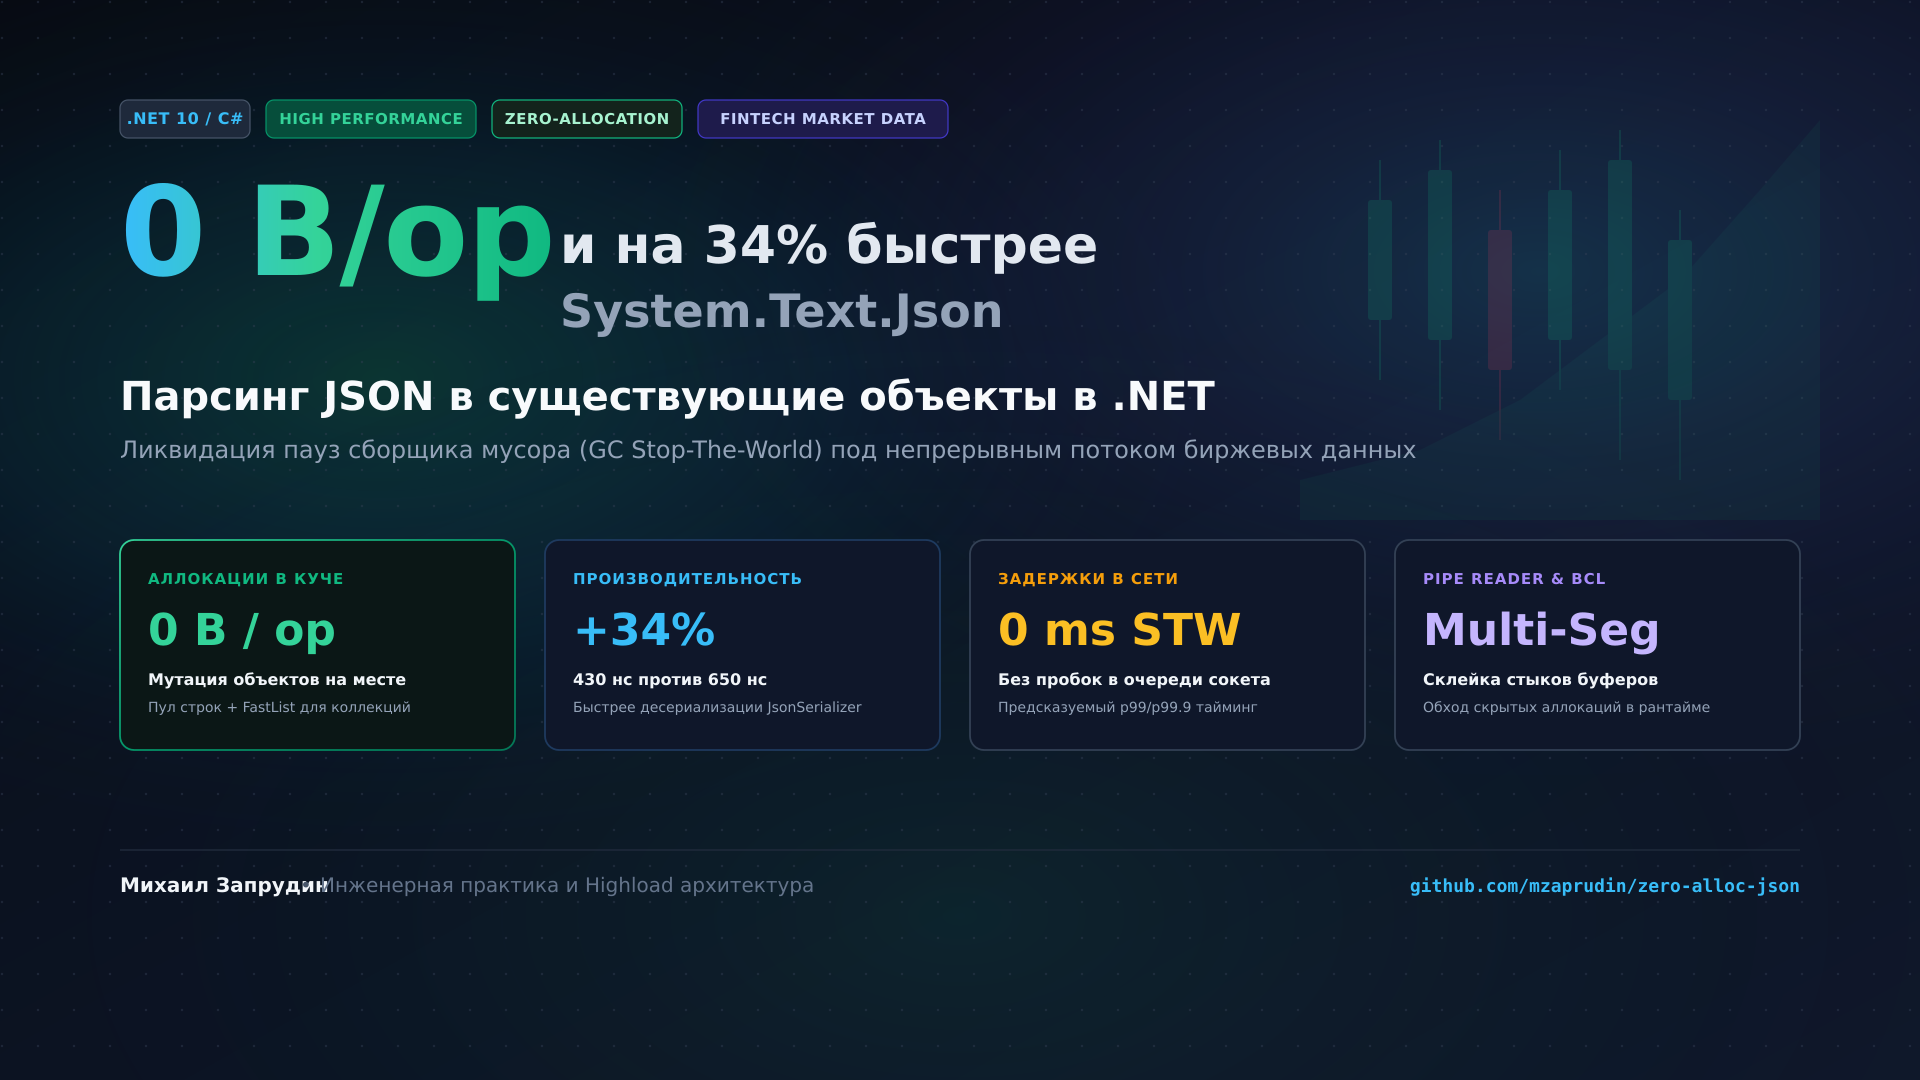 .NET 10 / C# HIGH PERFORMANCE ZERO-ALLOCATION FINTECH MARKET DATA
0 B/op и на 34% быстрее
System.Text.Json
Парсинг JSON в существующие объекты в .NET
Ликвидация пауз сборщика мусора (GC Stop-The-World) под непрерывным потоком биржевых данных
АЛЛОКАЦИИ В КУЧЕ
0 B / op
Мутация объектов на месте
Пул строк + FastList для коллекций
ПРОИЗВОДИТЕЛЬНОСТЬ
+34%
430 нс против 650 нс
Быстрее десериализации JsonSerializer
ЗАДЕРЖКИ В СЕТИ
0 ms STW
Без пробок в очереди сокета
Предсказуемый p99/p99.9 тайминг
PIPE READER & BCL
Multi-Seg
Склейка стыков буферов
Обход скрытых аллокаций в рантайме
Михаил Запрудин • Инженерная практика и Highload архитектура
github.com/mzaprudin/zero-alloc-json